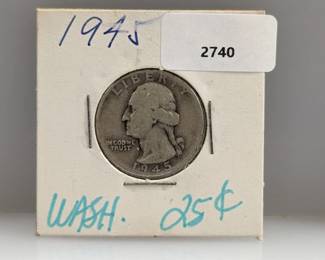 1945
2740
LIBERTY
IN GOD WE
TRUST
1945
WASH. 25¢